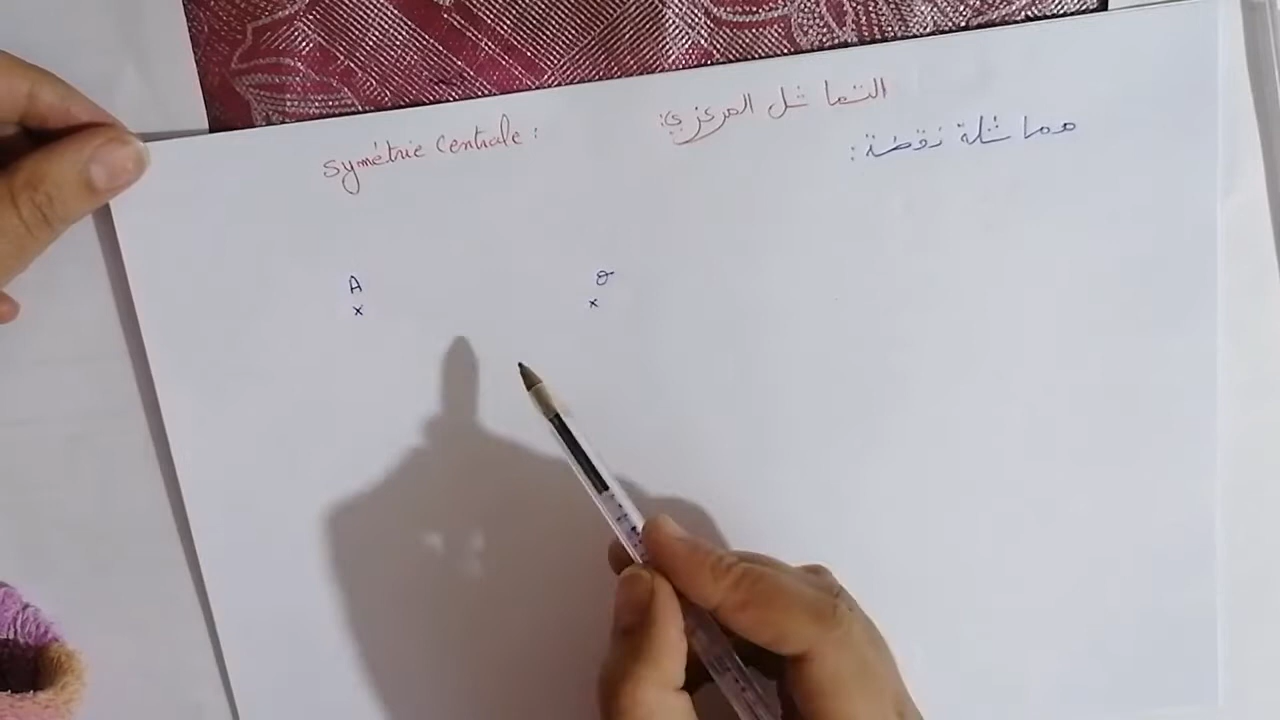 symétrie Centrale :
التماثل المركزي:
مماثلة نقطة :
A
O
x
x